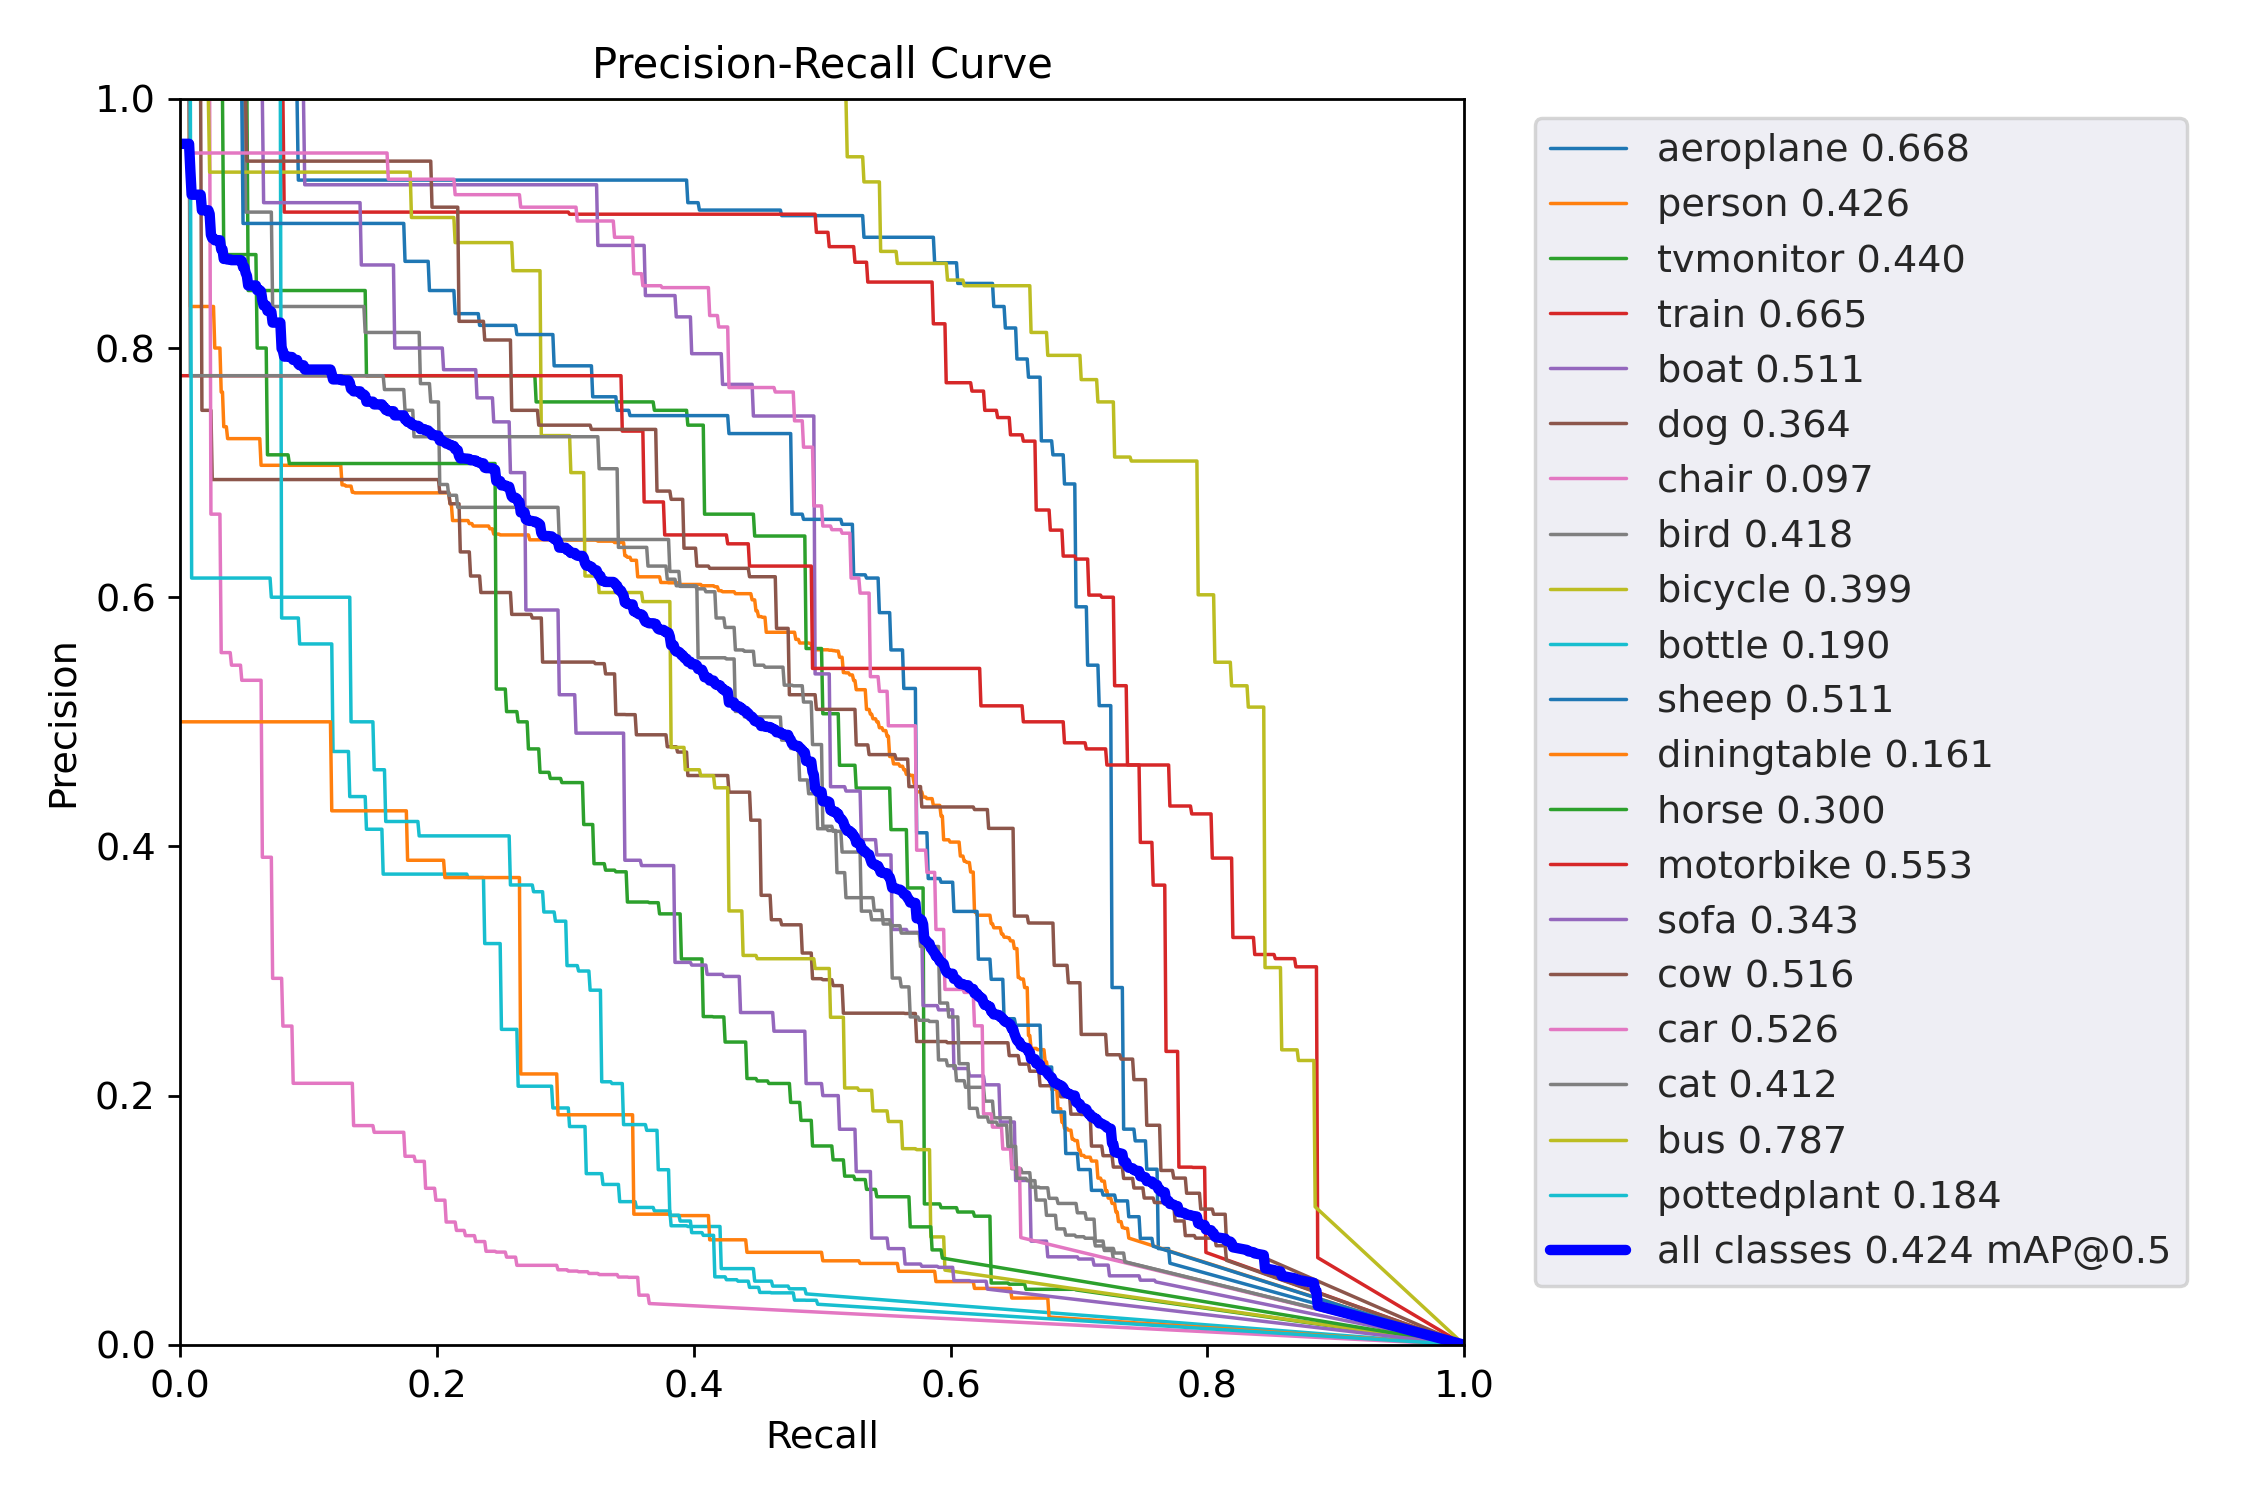 Precision-Recall Curve
1.0
0.8
0.6
0.4
0.2
0.0
Precision
0.0 0.2 0.4 0.6 0.8 1.0
Recall
aeroplane 0.668
person 0.426
tvmonitor 0.440
train 0.665
boat 0.511
dog 0.364
chair 0.097
bird 0.418
bicycle 0.399
bottle 0.190
sheep 0.511
diningtable 0.161
horse 0.300
motorbike 0.553
sofa 0.343
cow 0.516
car 0.526
cat 0.412
bus 0.787
pottedplant 0.184
all classes 0.424 mAP@0.5